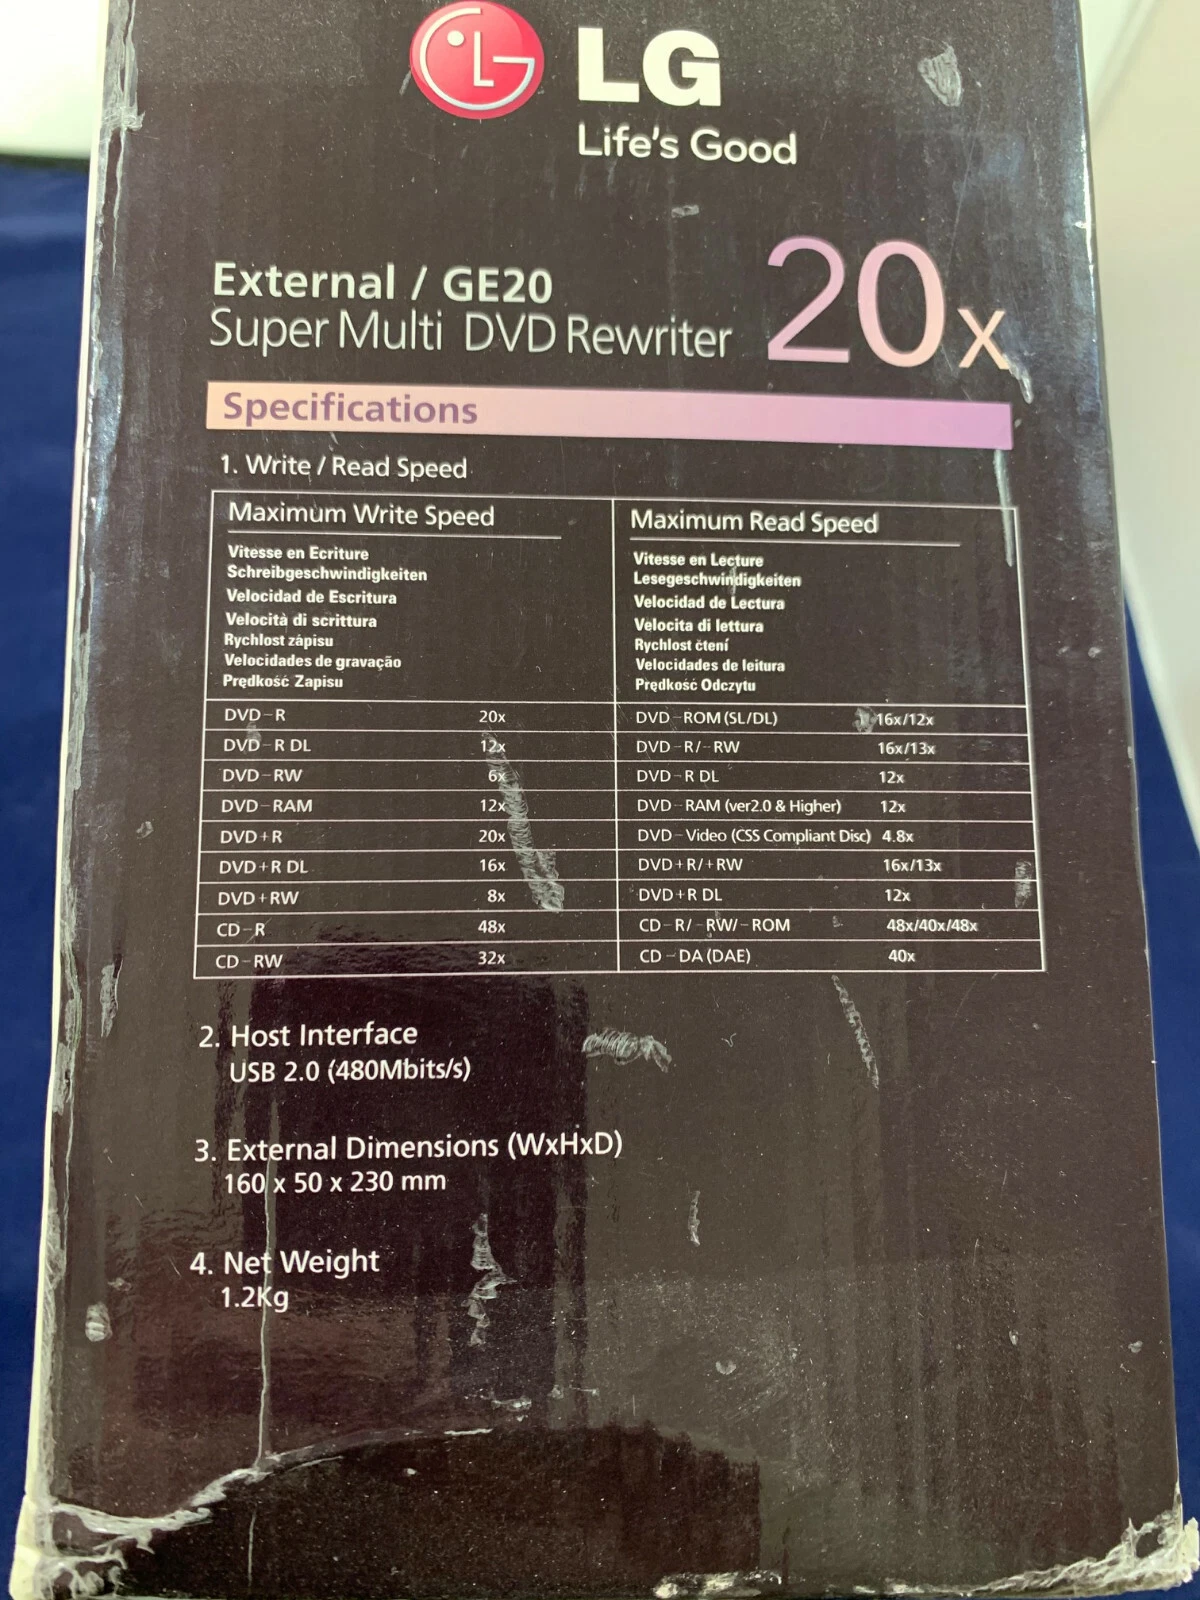 LG
Life's Good
External / GE20
Super Multi DVD Rewriter 20x
Specifications
1. Write / Read Speed
Maximum Write Speed
Vitesse en Ecriture
Schreibgeschwindigkeiten
Velocidad de Escritura
Velocità di scrittura
Rychlost zápisu
Velocidades de gravação
Prędkość Zapisu
Maximum Read Speed
Vitesse en Lecture
Lesegeschwindigkeiten
Velocidad de Lectura
Velocita di lettura
Rychlost čtení
Velocidades de leitura
Prędkość Odczytu
DVD-R 20x
DVD-R DL 12x
DVD-RW 6x
DVD-RAM 12x
DVD+R 20x
DVD+R DL 16x
DVD+RW 8x
CD-R 48x
CD-RW 32x
DVD-ROM (SL/DL) 16x/12x
DVD-R/-RW 16x/13x
DVD-R DL 12x
DVD-RAM (ver2.0 & Higher) 12x
DVD-Video (CSS Compliant Disc) 4.8x
DVD+R/+RW 16x/13x
DVD+R DL 12x
CD-R/-RW/-ROM 48x/40x/48x
CD-DA (DAE) 40x
2. Host Interface
USB 2.0 (480Mbits/s)
3. External Dimensions (WxHxD)
160 x 50 x 230 mm
4. Net Weight
1.2Kg